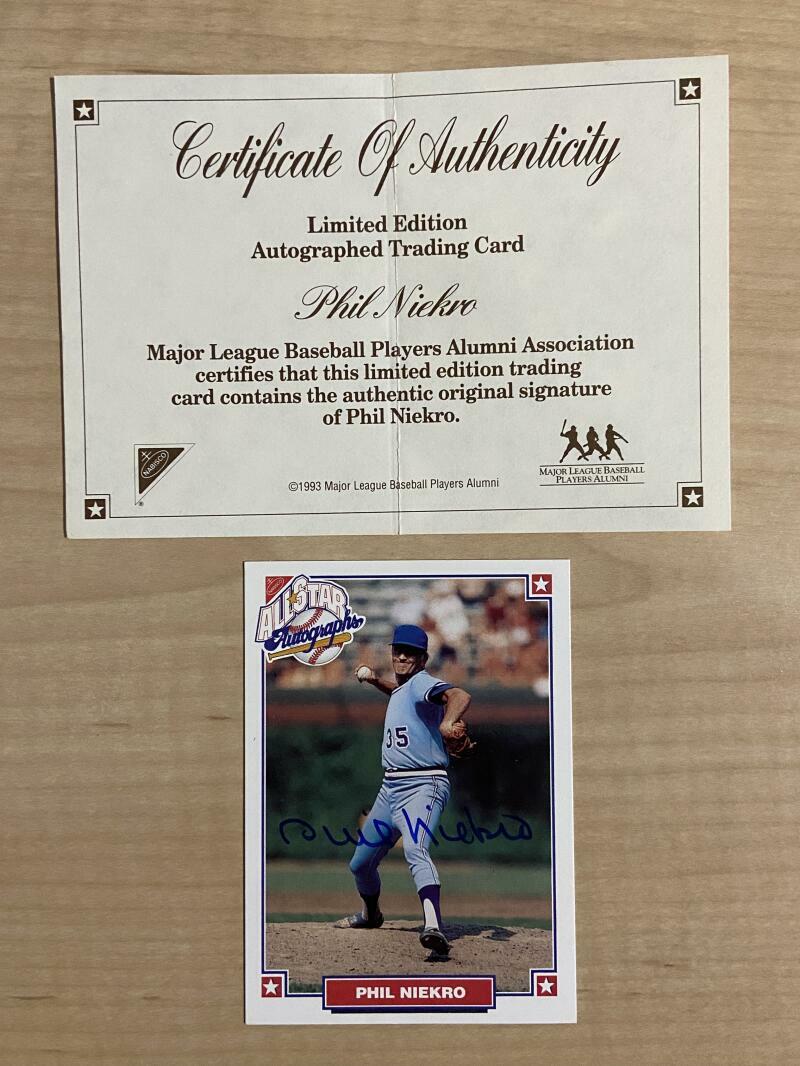 Certificate Of Authenticity
Limited Edition
Autographed Trading Card
Phil Niekro
Major League Baseball Players Alumni Association
certifies that this limited edition trading
card contains the authentic original signature
of Phil Niekro.
NABISCO
®
©1993 Major League Baseball Players Alumni
MAJOR LEAGUE BASEBALL
PLAYERS ALUMNI
NABISCO
ALL STAR
Autographs
35
Phil Niekro
PHIL NIEKRO